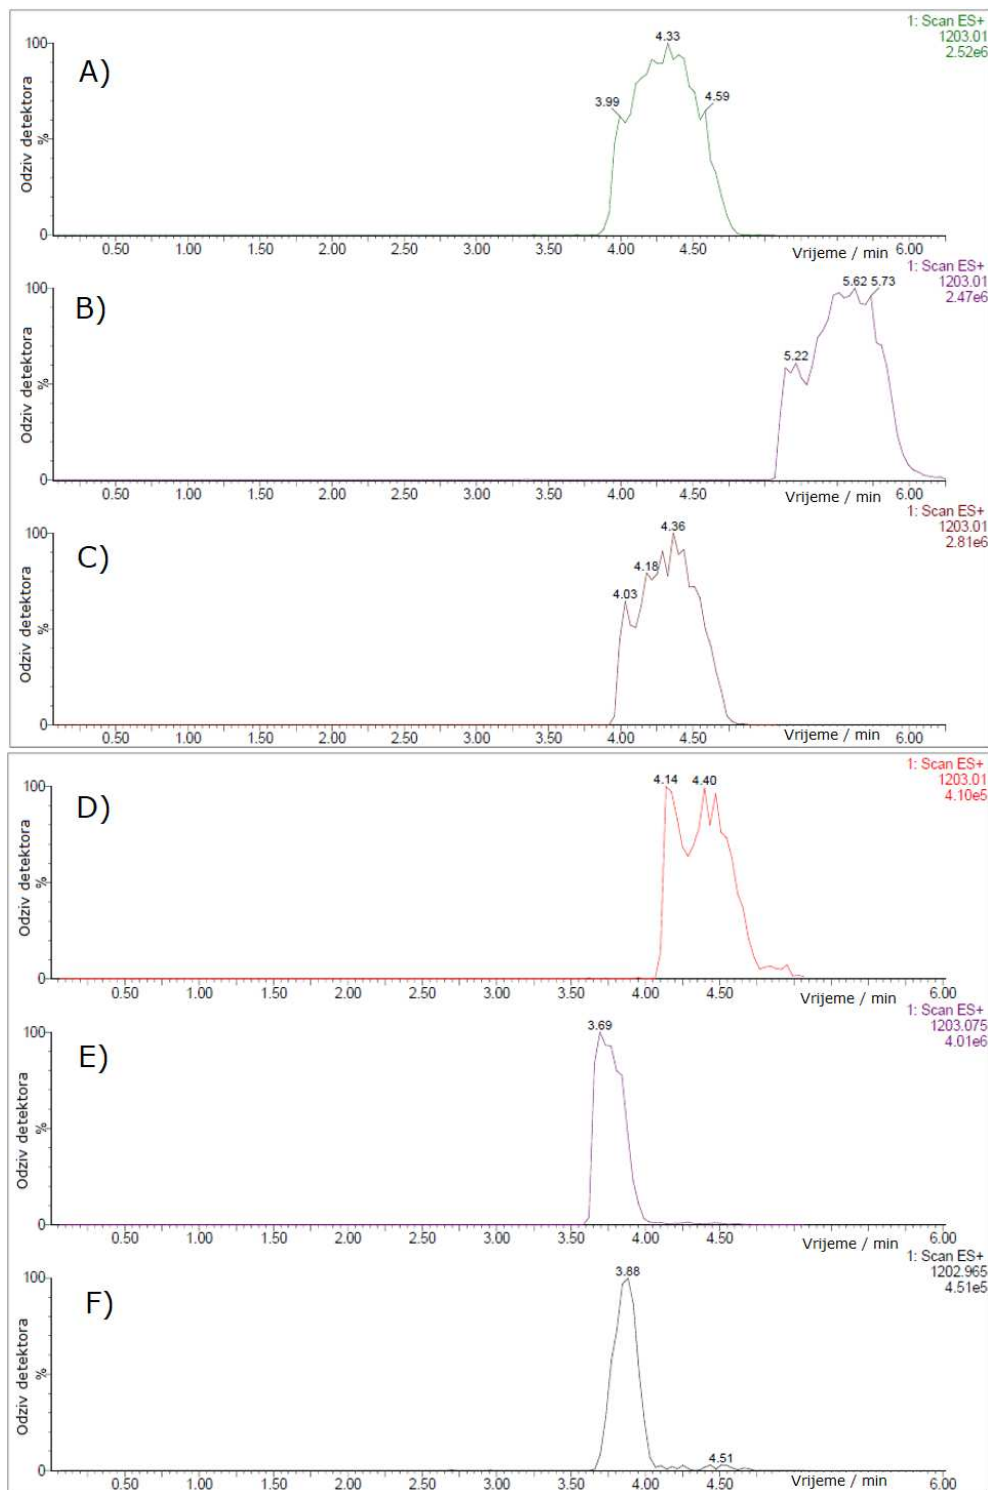 1: Scan ES+
1203.01
2.52e6
A)
100
%
0
Odziv detektora
3.99
4.33
4.59
0.50 1.00 1.50 2.00 2.50 3.00 3.50 4.00 4.50 6.00
Vrijeme / min
1: Scan ES+
1203.01
2.47e6
B)
100
%
0
Odziv detektora
5.22
5.62 5.73
0.50 1.00 1.50 2.00 2.50 3.00 3.50 4.00 4.50 6.00
Vrijeme / min
1: Scan ES+
1203.01
2.81e6
C)
100
%
0
Odziv detektora
4.03
4.18
4.36
0.50 1.00 1.50 2.00 2.50 3.00 3.50 4.00 4.50 6.00
Vrijeme / min
1: Scan ES+
1203.01
4.10e5
D)
100
%
0
Odziv detektora
4.14
4.40
0.50 1.00 1.50 2.00 2.50 3.00 3.50 4.00 4.50 6.00
Vrijeme / min
1: Scan ES+
1203.075
4.01e6
E)
100
%
0
Odziv detektora
3.69
0.50 1.00 1.50 2.00 2.50 3.00 3.50 4.00 4.50 6.00
Vrijeme / min
1: Scan ES+
1202.965
4.51e5
F)
100
%
0
Odziv detektora
3.88
4.51
0.50 1.00 1.50 2.00 2.50 3.00 3.50 4.00 4.50 6.00
Vrijeme / min